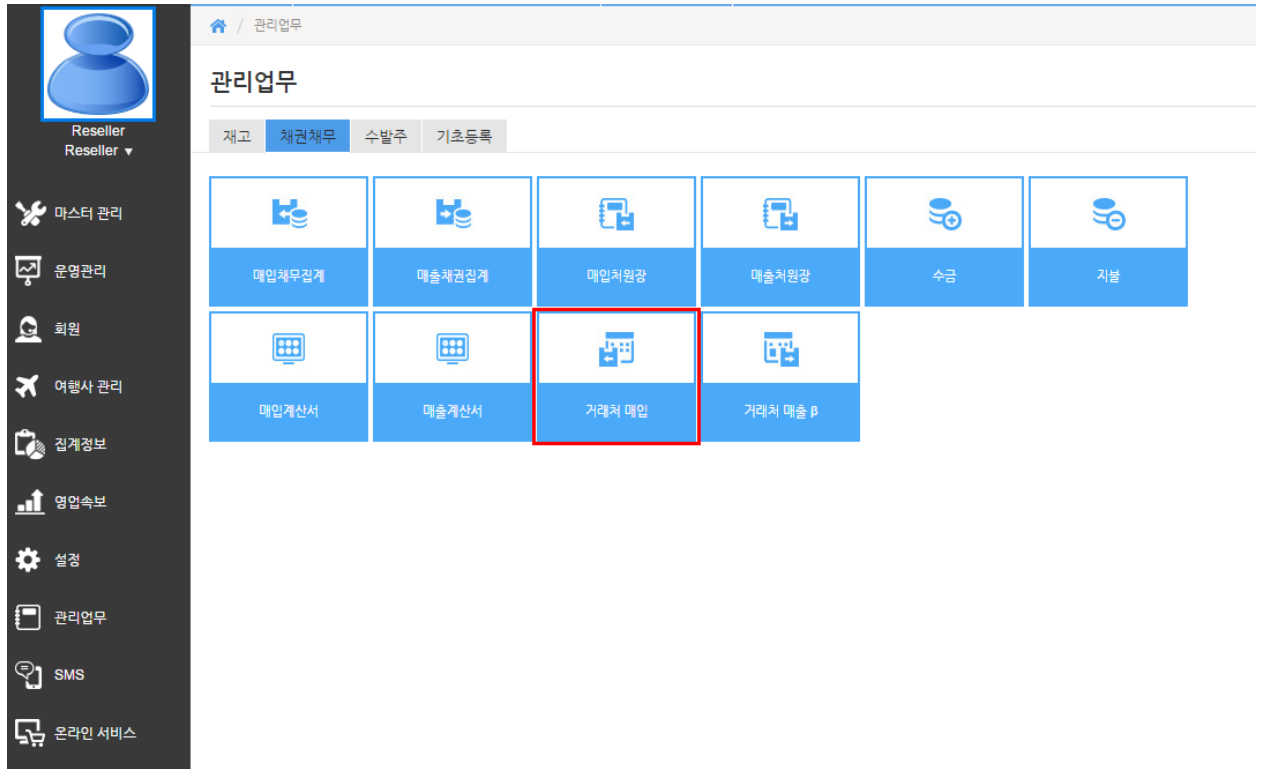 / 관리업무
관리업무
재고 채권채무 수발주 기초등록
Reseller
Reseller ▼
마스터 관리
운영관리
회원
여행사 관리
집계정보
영업속보
설정
관리업무
SMS
온라인 서비스
매입채무집계 매출채권집계 매입처원장 매출처원장 수금 지불
매입계산서 매출계산서 거래처 매입 거래처 매출 β